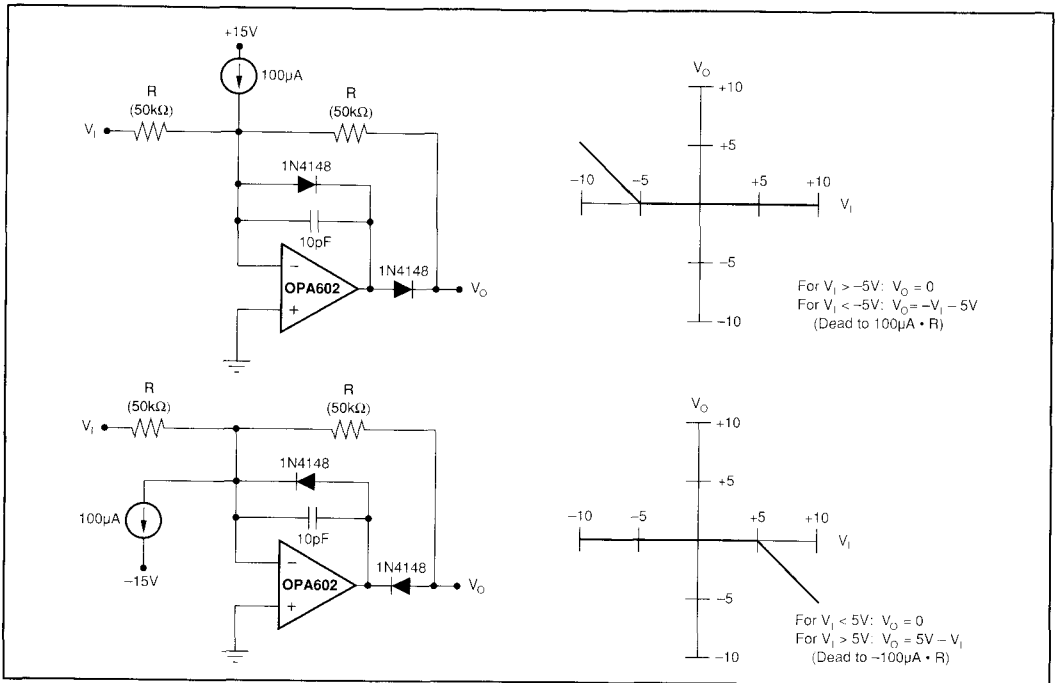 +15V
100µA
R
(50kΩ)
R
(50kΩ)
V_I
1N4148
10pF
1N4148
OPA602
−
+
V_O
V_O
+10
+5
−10
−5
+5
+10
V_I
−5
−10
For V_I > −5V: V_O = 0
For V_I < −5V: V_O = −V_I − 5V
(Dead to 100µA • R)
R
(50kΩ)
R
(50kΩ)
V_I
1N4148
100µA
10pF
−15V
1N4148
OPA602
−
+
V_O
V_O
+10
+5
−10
−5
+5
+10
V_I
−5
−10
For V_I < 5V: V_O = 0
For V_I > 5V: V_O = 5V − V_I
(Dead to −100µA • R)